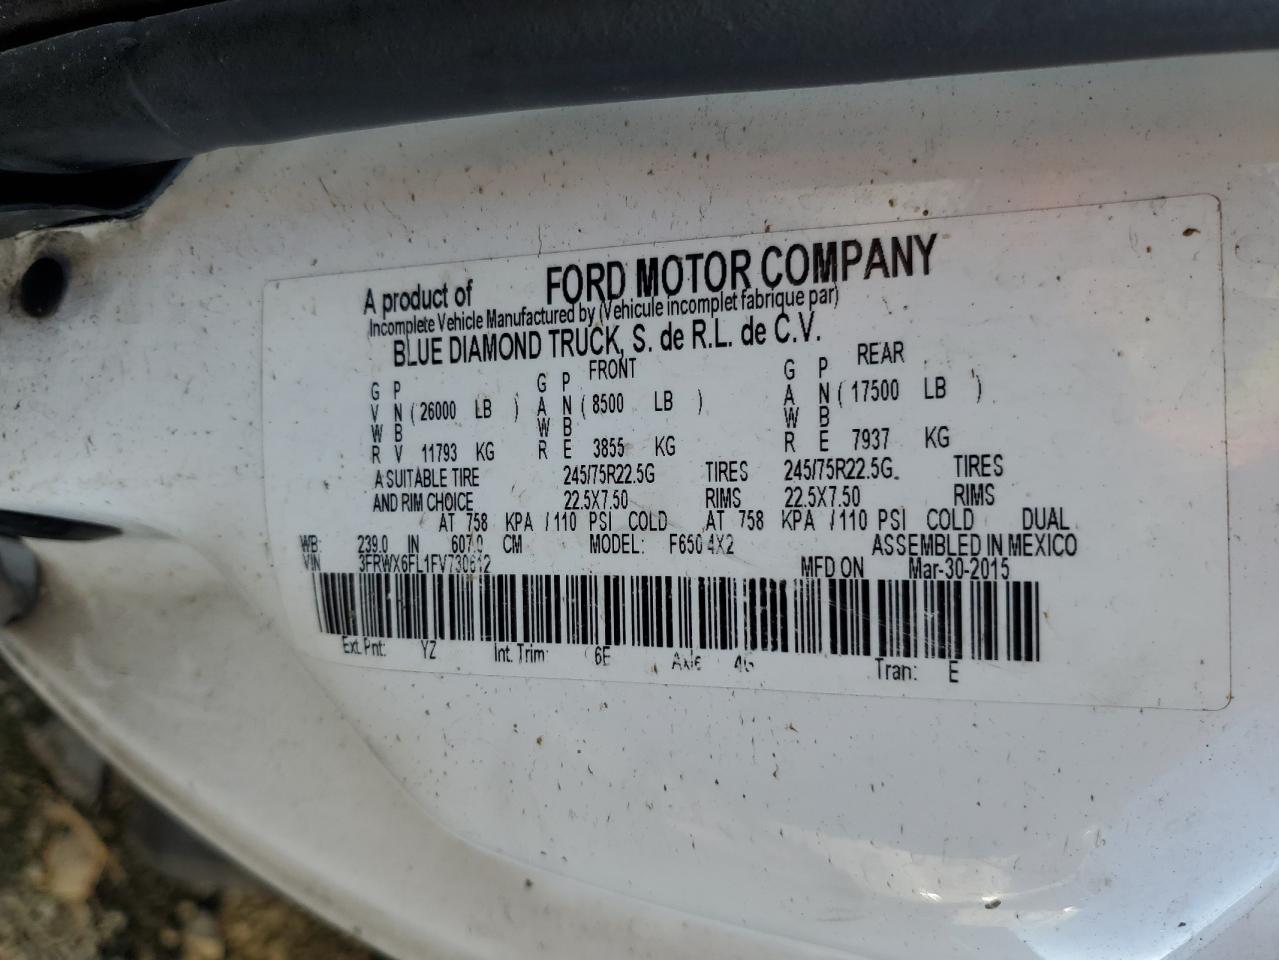 A product of FORD MOTOR COMPANY
Incomplete Vehicle Manufactured by (Vehicule incomplet fabrique par)
BLUE DIAMOND TRUCK, S. de R.L. de C.V.
FRONT REAR
G P G P G P
V N ( 26000 LB ) A N ( 8500 LB ) A N ( 17500 LB )
W B W B W B
R V 11793 KG R E 3855 KG R E 7937 KG
A SUITABLE TIRE 245/75R22.5G TIRES 245/75R22.5G TIRES
AND RIM CHOICE 22.5X7.50 RIMS 22.5X7.50 RIMS
AT 758 KPA / 110 PSI COLD AT 758 KPA / 110 PSI COLD DUAL
WB: 239.0 IN 607.0 CM MODEL: F650 4X2 ASSEMBLED IN MEXICO
VIN MFD ON Mar-30-2015
Ext. Pnt: YZ Int. Trim: 6E Axle Tran: E